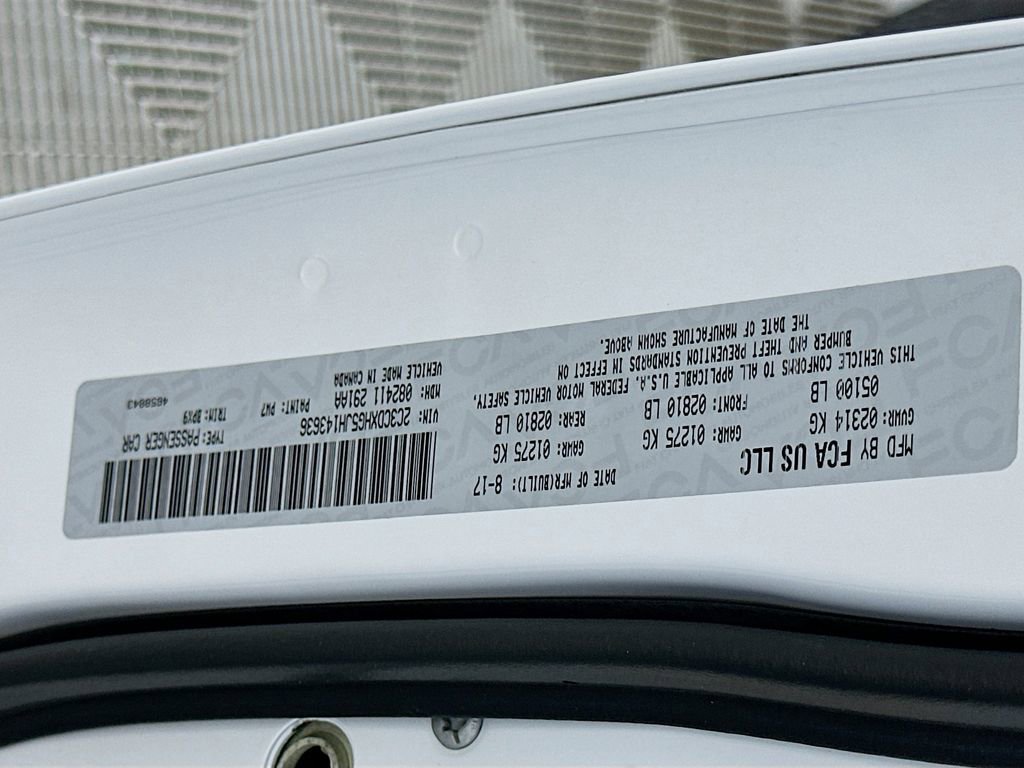 MFD BY FCA US LLC
DATE OF MFR(BUILT): 8-17
GVWR: 02314 KG
05100 LB
GAWR: 01275 KG
FRONT: 02810 LB
GAWR: 01275 KG
REAR: 02810 LB
THIS VEHICLE CONFORMS TO ALL APPLICABLE U.S.A. FEDERAL MOTOR VEHICLE SAFETY,
BUMPER AND THEFT PREVENTION STANDARDS IN EFFECT ON
THE DATE OF MANUFACTURE SHOWN ABOVE.
VIN: 2C3CDXHG5JH143636
TYPE: PASSENGER CAR
MDH: 082411 291AA
PAINT: PW7
TRIM: BPX9
VEHICLE MADE IN CANADA
4658843